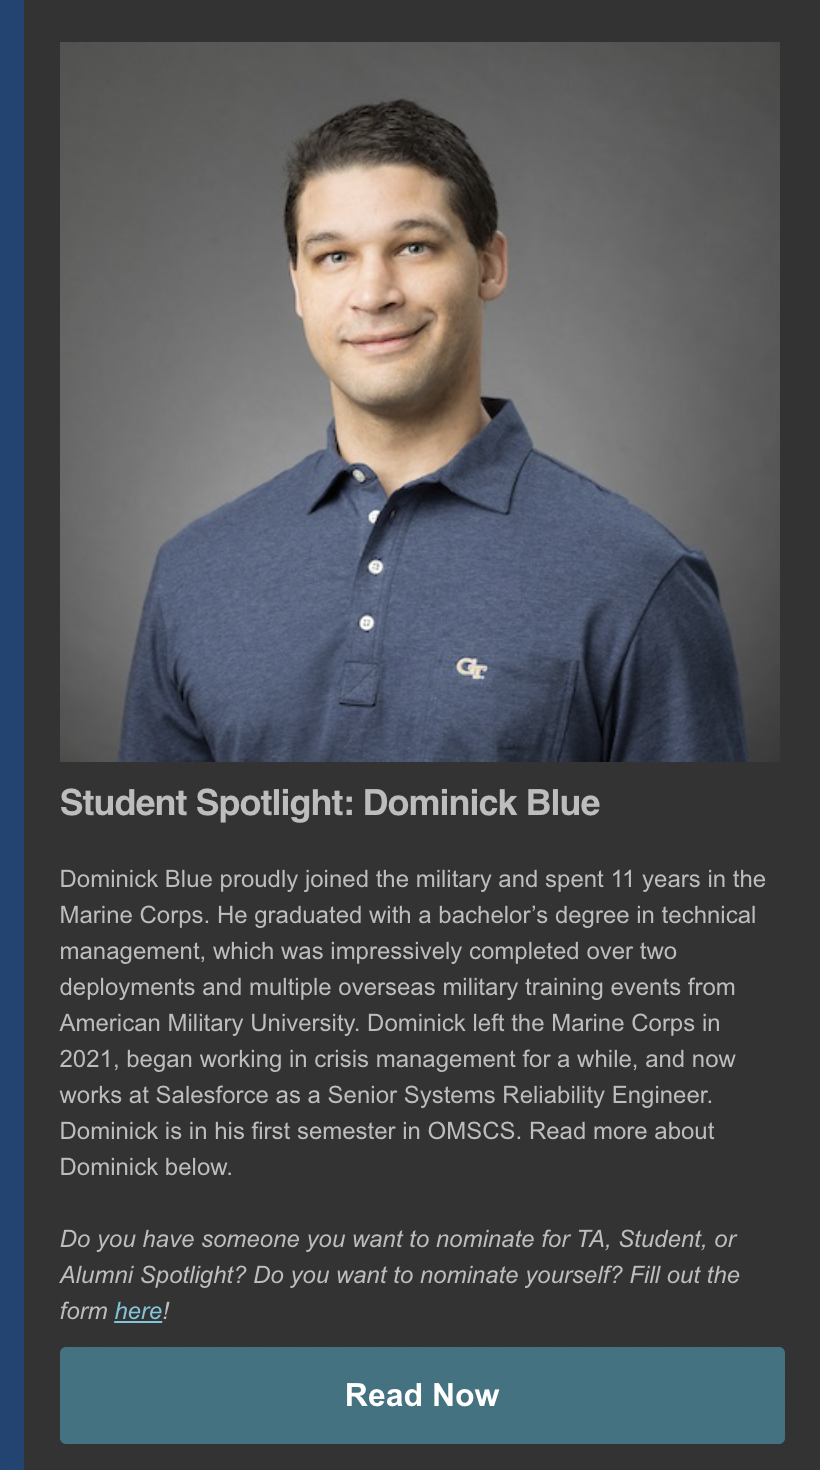 GT
Student Spotlight: Dominick Blue
Dominick Blue proudly joined the military and spent 11 years in the
Marine Corps. He graduated with a bachelor’s degree in technical
management, which was impressively completed over two
deployments and multiple overseas military training events from
American Military University. Dominick left the Marine Corps in
2021, began working in crisis management for a while, and now
works at Salesforce as a Senior Systems Reliability Engineer.
Dominick is in his first semester in OMSCS. Read more about
Dominick below.
Do you have someone you want to nominate for TA, Student, or
Alumni Spotlight? Do you want to nominate yourself? Fill out the
form here!
Read Now